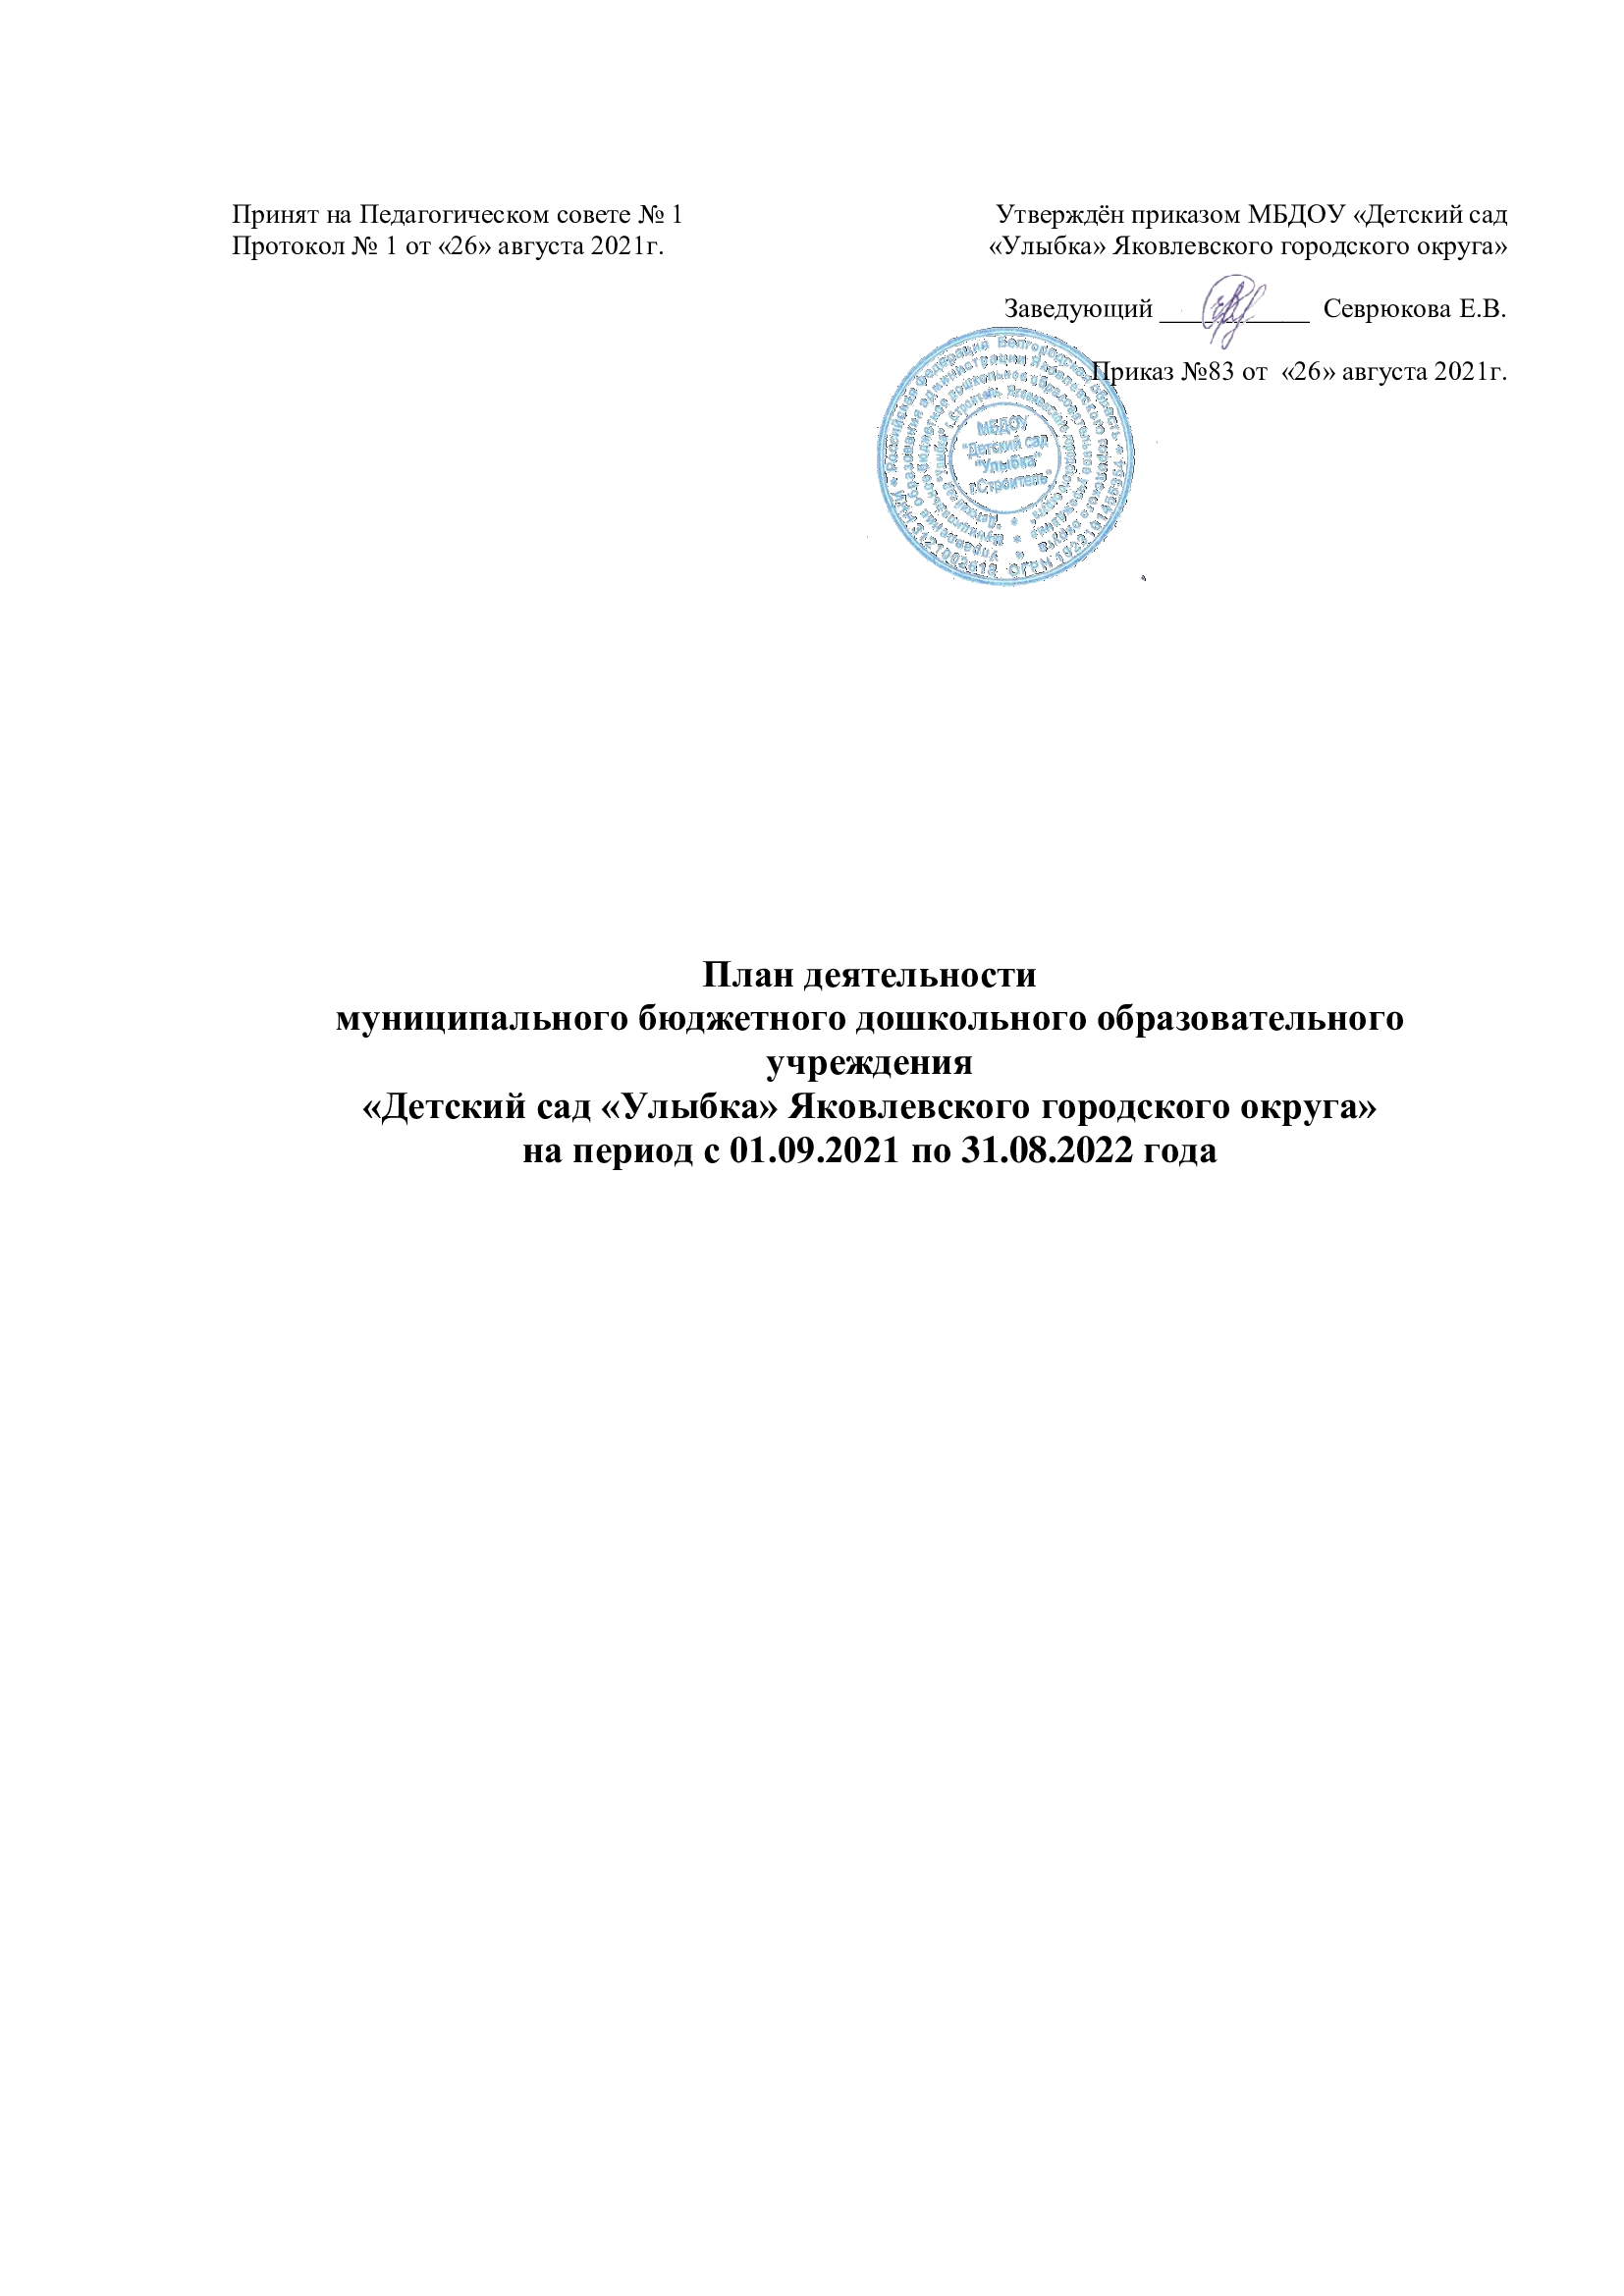 Принят на Педагогическом совете № 1
Протокол № 1 от «26» августа 2021г.
Утверждён приказом МБДОУ «Детский сад
«Улыбка» Яковлевского городского округа»
Заведующий ___________ Севрюкова Е.В.
Приказ №83 от «26» августа 2021г.
МБДОУ
"Детский сад
"Улыбка"
г.Строитель"
План деятельности
муниципального бюджетного дошкольного образовательного
учреждения
«Детский сад «Улыбка» Яковлевского городского округа»
на период с 01.09.2021 по 31.08.2022 года